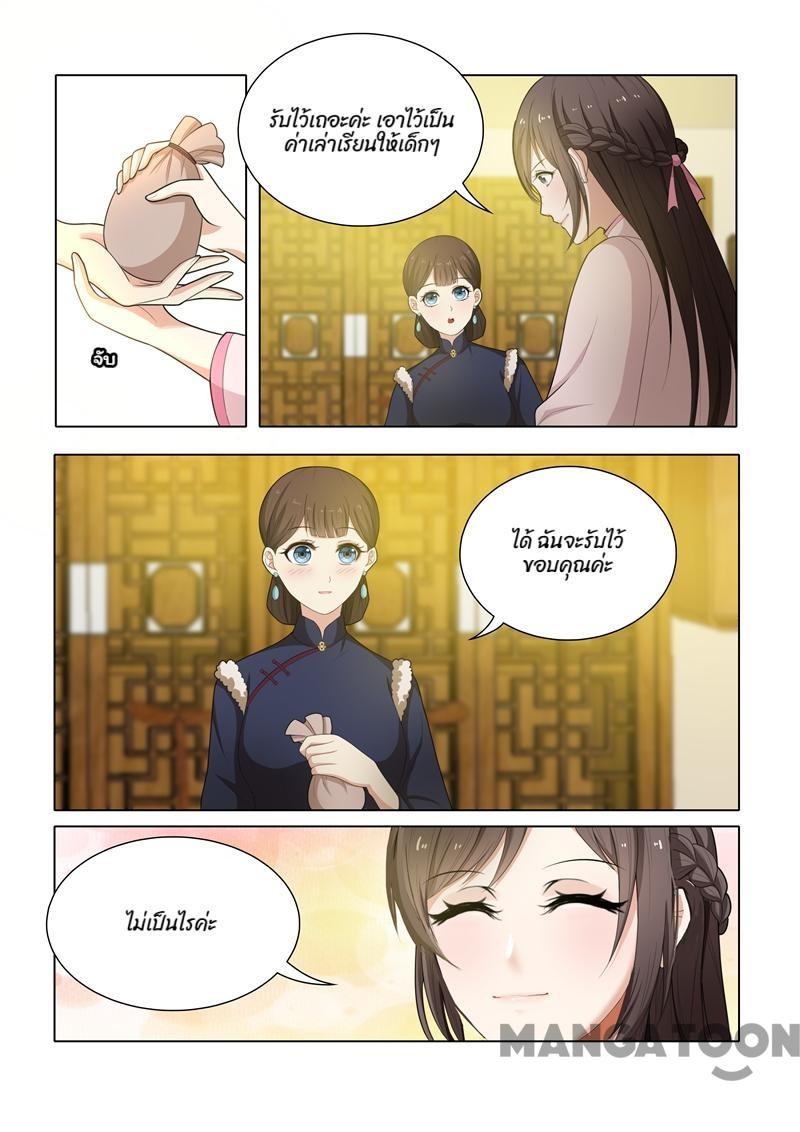 รับไว้เถอะค่ะ เอาไว้เป็น
ค่าเล่าเรียนให้เด็กๆ
จับ
ได้ ฉันจะรับไว้
ขอบคุณค่ะ
ไม่เป็นไรค่ะ
MANGATOON